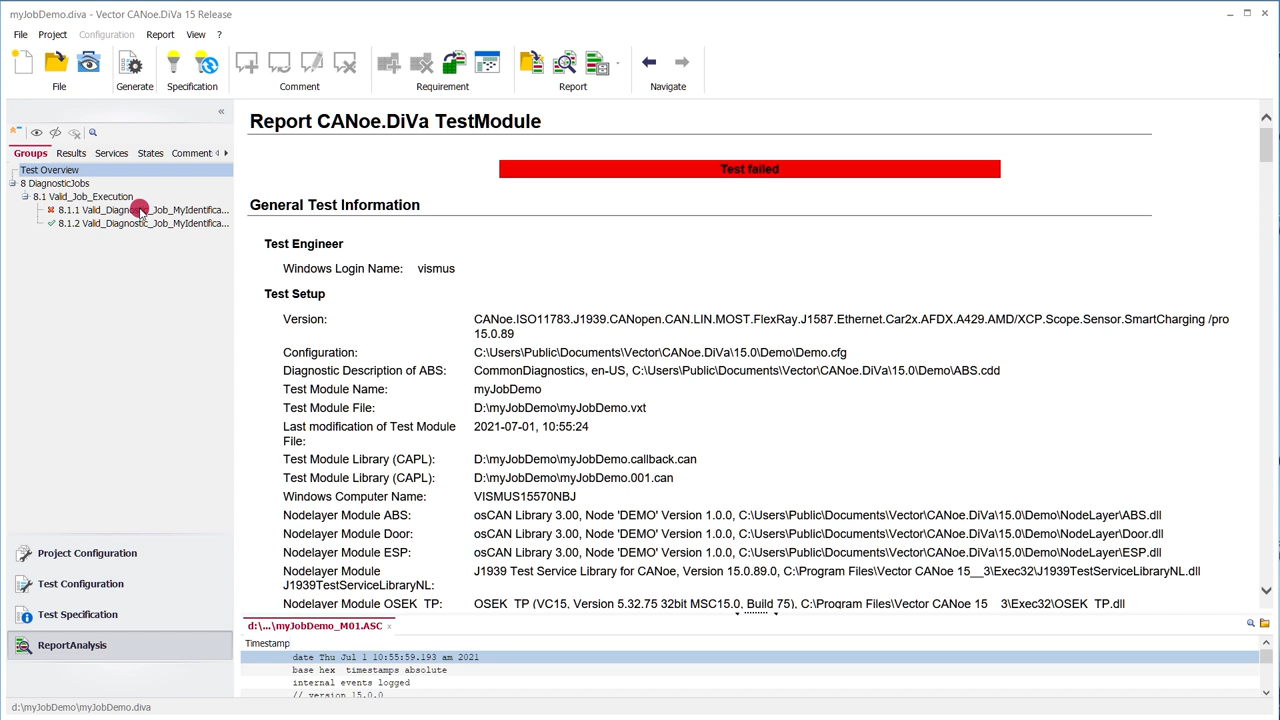 myJobDemo.diva - Vector CANoe.DiVa 15 Release
File Project Configuration Report View ?
File Generate Specification Comment Requirement Report Navigate
Groups Results Services States Comment
Test Overview
8 DiagnosticJobs
8.1 Valid_Job_Execution
8.1.1 Valid_Diagnostic_Job_MyIdentifica...
8.1.2 Valid_Diagnostic_Job_MyIdentifica...
Project Configuration
Test Configuration
Test Specification
ReportAnalysis
Report CANoe.DiVa TestModule
Test failed
General Test Information
Test Engineer
Windows Login Name: vismus
Test Setup
Version: CANoe.ISO11783.J1939.CANopen.CAN.LIN.MOST.FlexRay.J1587.Ethernet.Car2x.AFDX.A429.AMD/XCP.Scope.Sensor.SmartCharging /pro
15.0.89
Configuration: C:\Users\Public\Documents\Vector\CANoe.DiVa\15.0\Demo\Demo.cfg
Diagnostic Description of ABS: CommonDiagnostics, en-US, C:\Users\Public\Documents\Vector\CANoe.DiVa\15.0\Demo\ABS.cdd
Test Module Name: myJobDemo
Test Module File: D:\myJobDemo\myJobDemo.vxt
Last modification of Test Module 2021-07-01, 10:55:24
File:
Test Module Library (CAPL): D:\myJobDemo\myJobDemo.callback.can
Test Module Library (CAPL): D:\myJobDemo\myJobDemo.001.can
Windows Computer Name: VISMUS15570NBJ
Nodelayer Module ABS: osCAN Library 3.00, Node 'DEMO' Version 1.0.0, C:\Users\Public\Documents\Vector\CANoe.DiVa\15.0\Demo\NodeLayer\ABS.dll
Nodelayer Module Door: osCAN Library 3.00, Node 'DEMO' Version 1.0.0, C:\Users\Public\Documents\Vector\CANoe.DiVa\15.0\Demo\NodeLayer\Door.dll
Nodelayer Module ESP: osCAN Library 3.00, Node 'DEMO' Version 1.0.0, C:\Users\Public\Documents\Vector\CANoe.DiVa\15.0\Demo\NodeLayer\ESP.dll
Nodelayer Module J1939 Test Service Library for CANoe, Version 15.0.89.0, C:\Program Files\Vector CANoe 15__3\Exec32\J1939TestServiceLibraryNL.dll
J1939TestServiceLibraryNL:
Nodelayer Module OSEK_TP: OSEK_TP (VC15, Version 5.32.75 32bit MSC15.0, Build 75), C:\Program Files\Vector CANoe 15__3\Exec32\OSEK_TP.dll
d:\...\myJobDemo_M01.ASC
Timestamp
date Thu Jul 1 10:55:59.193 am 2021
base hex timestamps absolute
internal events logged
// version 15.0.0
d:\myJobDemo\myJobDemo.diva